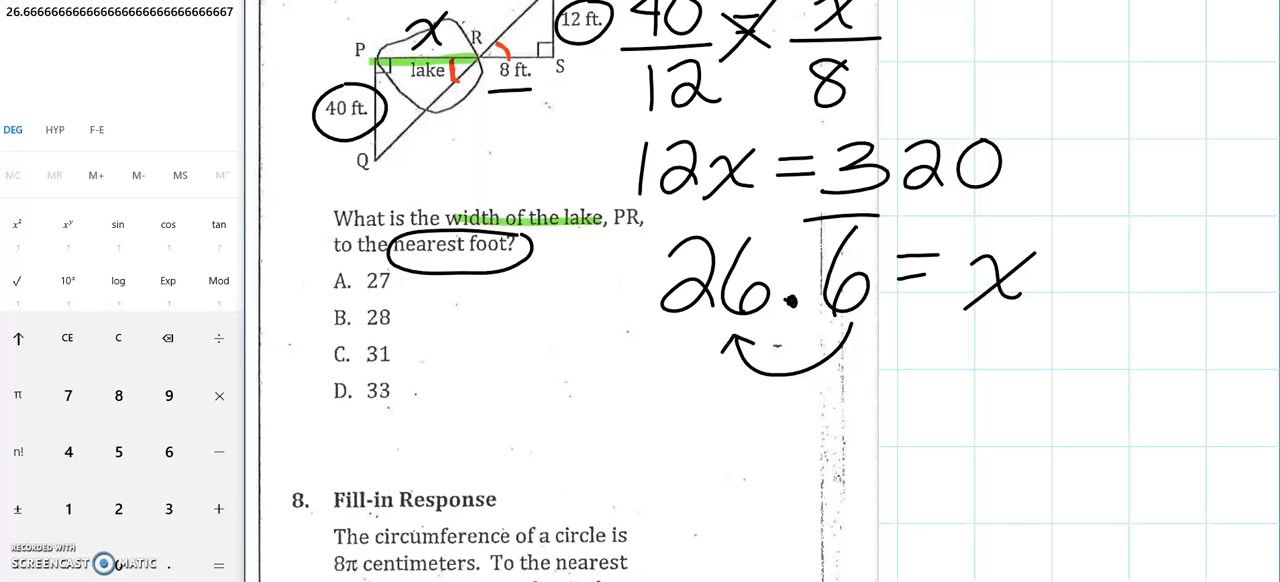 26.666666666666666666666666666667
DEG HYP F-E
MC MR M+ M- MS M˅
x² xʸ sin cos tan
√ 10ˣ log Exp Mod
↑ CE C ⌫ ÷
π 7 8 9 ×
n! 4 5 6 −
± 1 2 3 +
0 . =
RECORDED WITH
SCREENCAST MATIC
x
P R
lake 8 ft. S
12 ft.
40 ft.
Q
40/12 = x/8
12x = 320
26.6 = x
What is the width of the lake, PR,
to the nearest foot?
A. 27
B. 28
C. 31
D. 33
8. Fill-in Response
The circumference of a circle is
8π centimeters. To the nearest